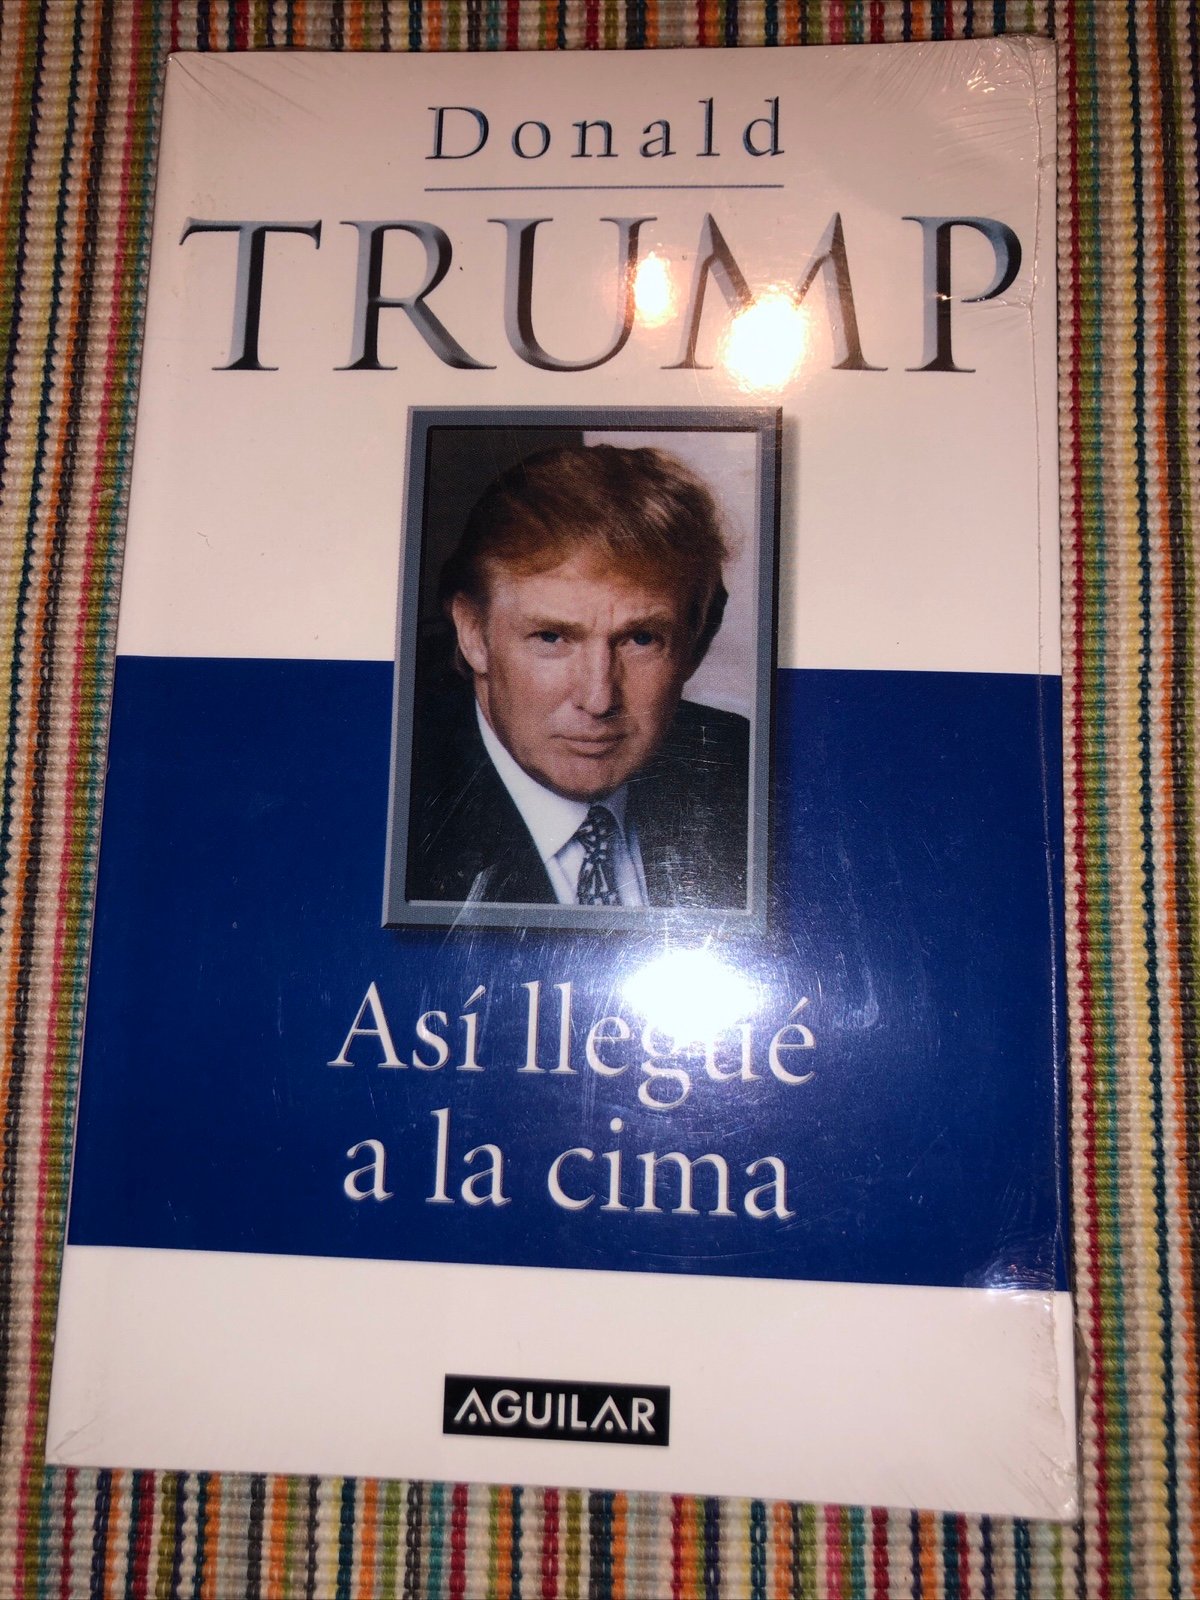 Donald
TRUMP
Así llegué
a la cima
AGUILAR